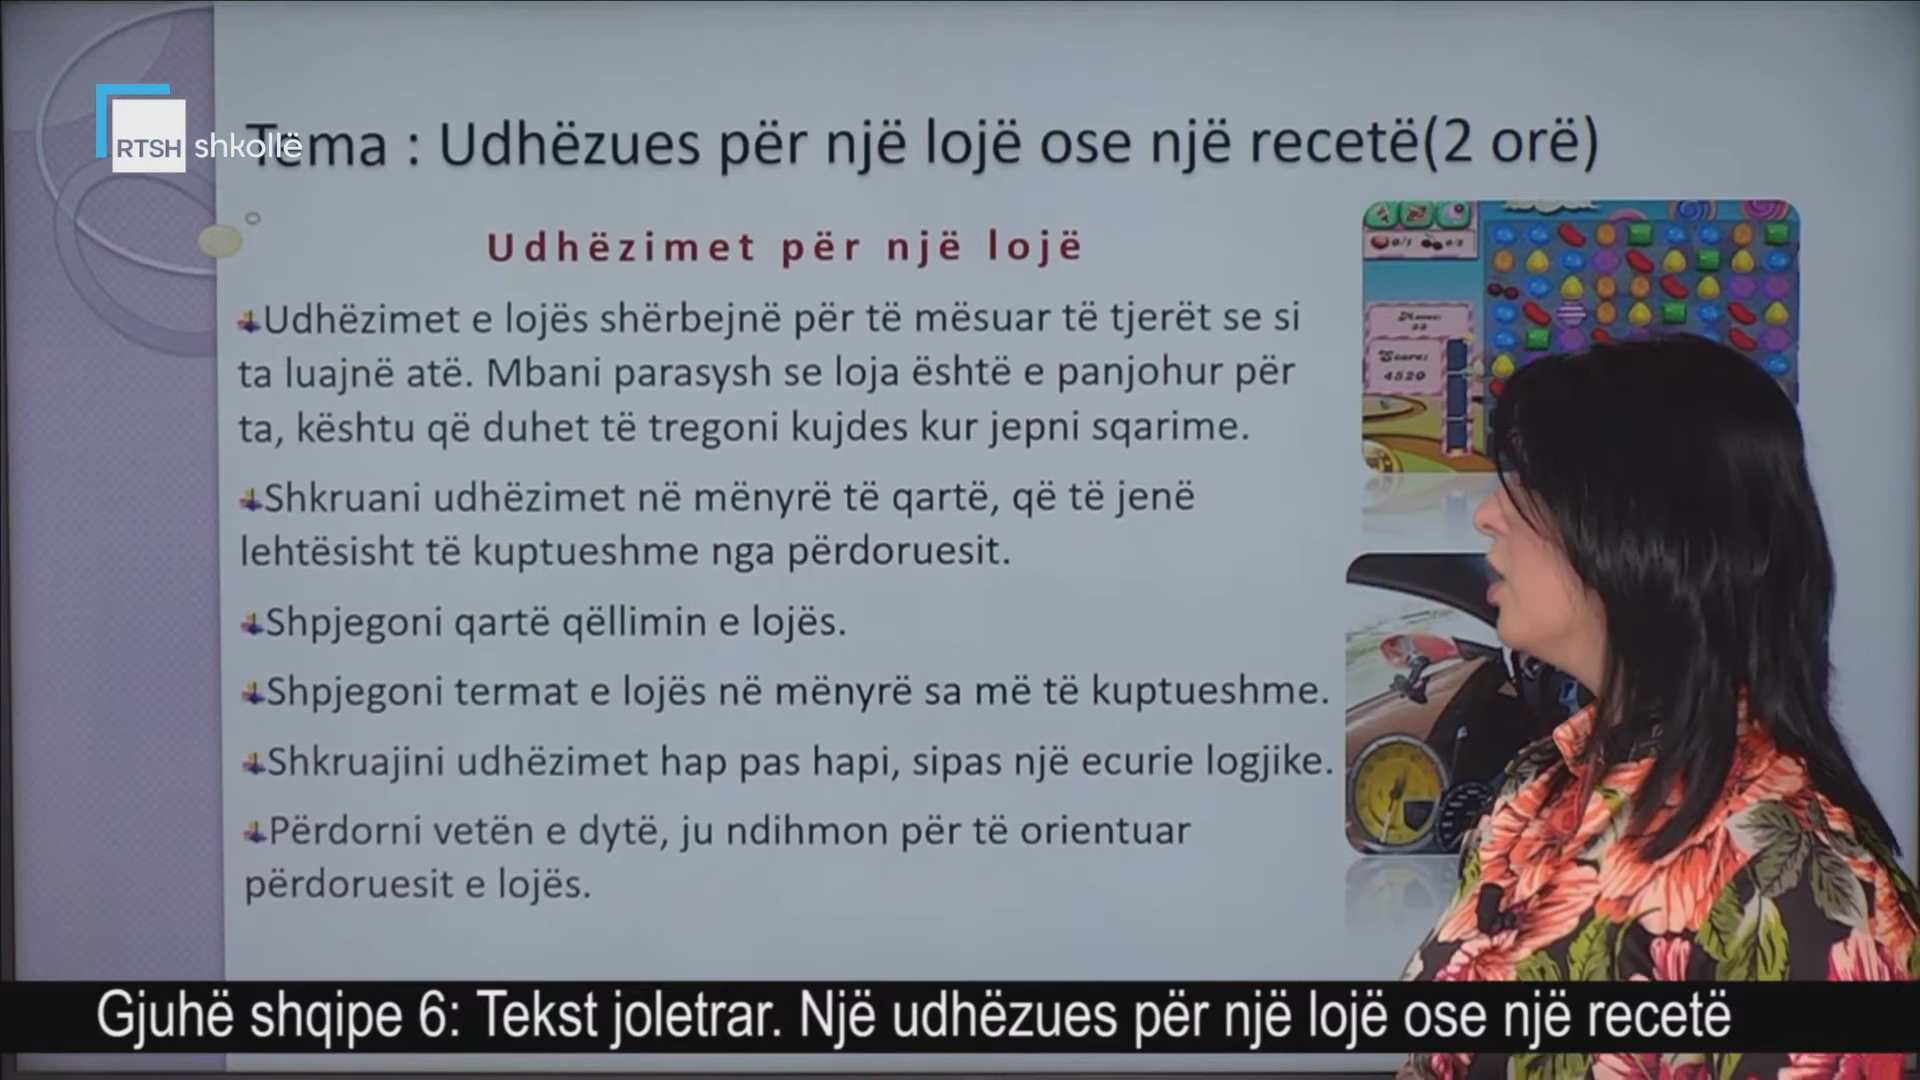 RTSH shkollë
Tema : Udhëzues për një lojë ose një recetë(2 orë)
Udhëzimet për një lojë
Udhëzimet e lojës shërbejnë për të mësuar të tjerët se si
ta luajnë atë. Mbani parasysh se loja është e panjohur për
ta, kështu që duhet të tregoni kujdes kur jepni sqarime.
Shkruani udhëzimet në mënyrë të qartë, që të jenë
lehtësisht të kuptueshme nga përdoruesit.
Shpjegoni qartë qëllimin e lojës.
Shpjegoni termat e lojës në mënyrë sa më të kuptueshme.
Shkruajini udhëzimet hap pas hapi, sipas një ecurie logjike.
Përdorni vetën e dytë, ju ndihmon për të orientuar
përdoruesit e lojës.
Score:
4520
Gjuhë shqipe 6: Tekst joletrar. Një udhëzues për një lojë ose një recetë